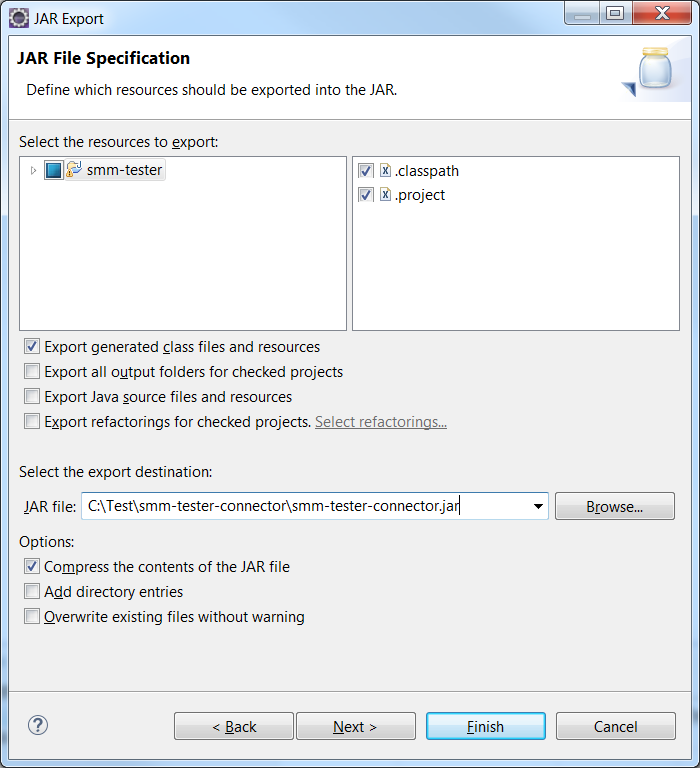 JAR Export
JAR File Specification
Define which resources should be exported into the JAR.
Select the resources to export:
smm-tester
.classpath
.project
Export generated class files and resources
Export all output folders for checked projects
Export Java source files and resources
Export refactorings for checked projects. Select refactorings...
Select the export destination:
JAR file: C:\Test\smm-tester-connector\smm-tester-connector.jar Browse...
Options:
Compress the contents of the JAR file
Add directory entries
Overwrite existing files without warning
? < Back Next > Finish Cancel